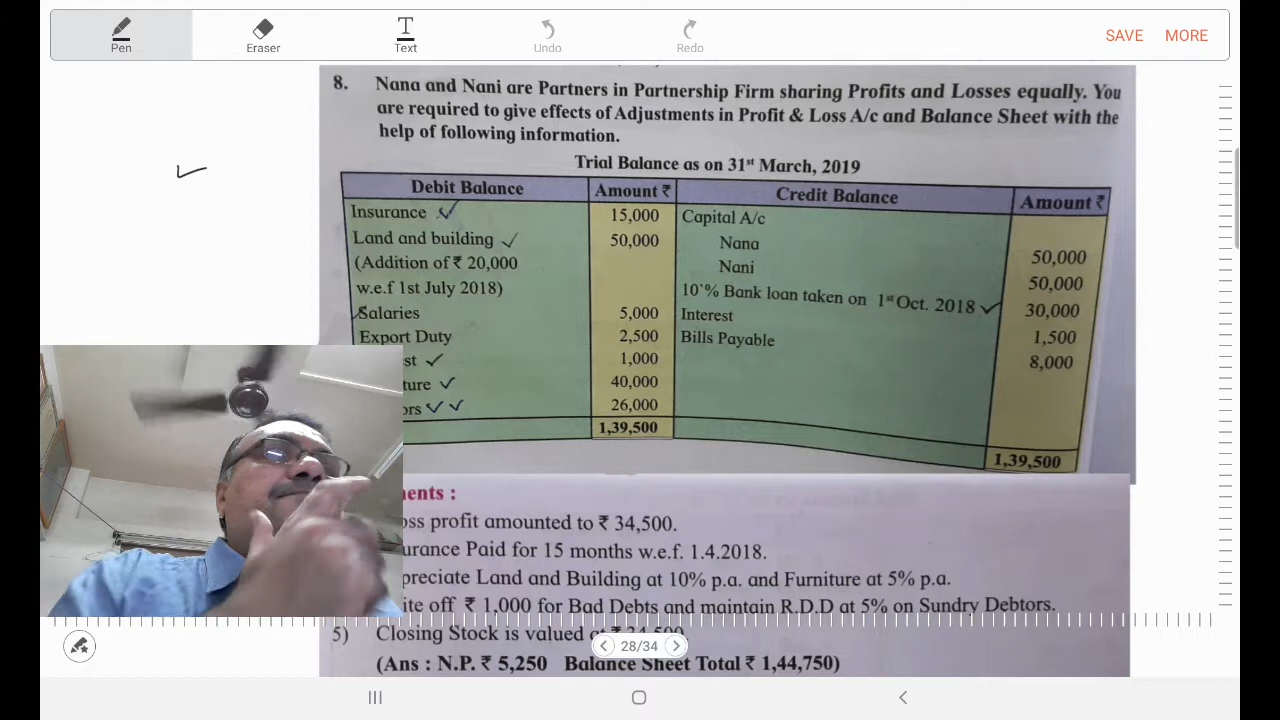 Pen
Eraser
Text
Undo
Redo
SAVE
MORE
8. Nana and Nani are Partners in Partnership Firm sharing Profits and Losses equally. You
are required to give effects of Adjustments in Profit & Loss A/c and Balance Sheet with the
help of following information.
Trial Balance as on 31st March, 2019
Debit Balance Amount ₹ Credit Balance Amount ₹
Insurance 15,000 Capital A/c
Land and building 50,000 Nana 50,000
(Addition of ₹ 20,000 Nani 50,000
w.e.f 1st July 2018) 10`% Bank loan taken on 1st Oct. 2018 30,000
Salaries 5,000 Interest 1,500
Export Duty 2,500 Bills Payable 8,000
st 1,000
ture 40,000
ors 26,000
1,39,500 1,39,500
ents :
oss profit amounted to ₹ 34,500.
urance Paid for 15 months w.e.f. 1.4.2018.
preciate Land and Building at 10% p.a. and Furniture at 5% p.a.
ite off ₹ 1,000 for Bad Debts and maintain R.D.D at 5% on Sundry Debtors.
5) Closing Stock is valued
28/34
(Ans : N.P. ₹ 5,250 Balance Sheet Total ₹ 1,44,750)